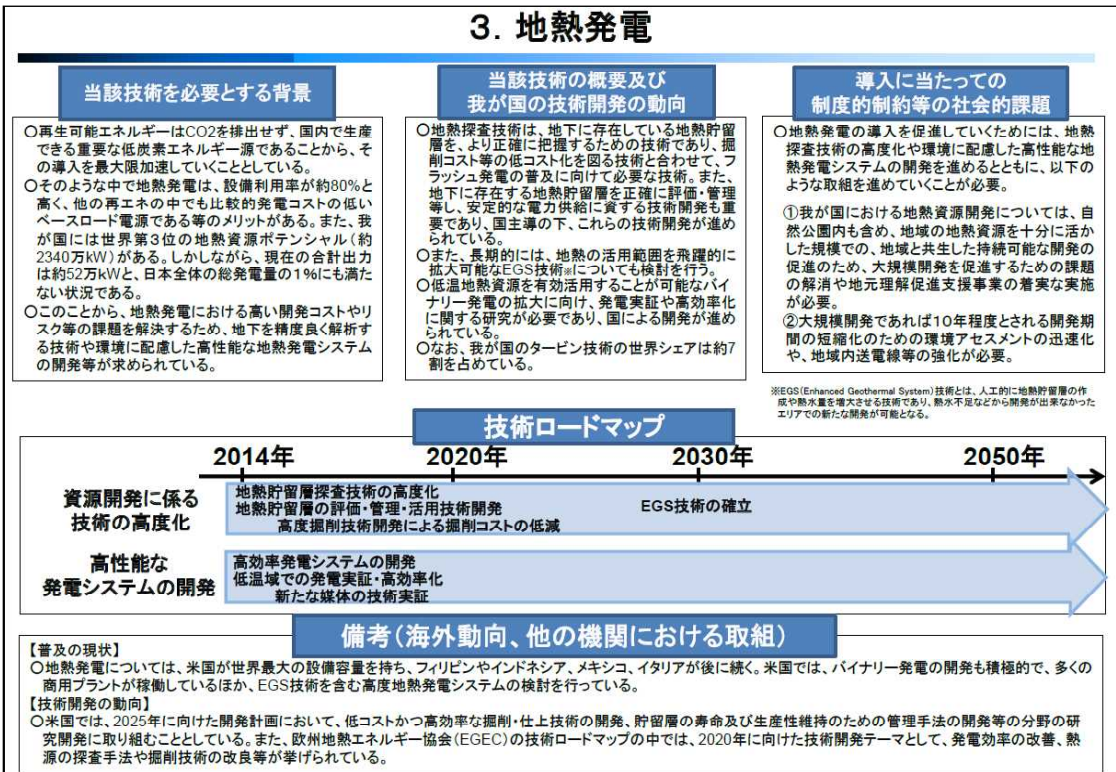 3．地熱発電
当該技術を必要とする背景
○再生可能エネルギーはCO2を排出せず、国内で生産
できる重要な低炭素エネルギー源であることから、そ
の導入を最大限加速していくこととしている。
○そのような中で地熱発電は、設備利用率が約80％と
高く、他の再エネの中でも比較的発電コストの低い
ベースロード電源である等のメリットがある。また、我
が国には世界第3位の地熱資源ポテンシャル（約
2340万kW）がある。しかしながら、現在の合計出力
は約52万kWと、日本全体の総発電量の1％にも満た
ない状況である。
○このことから、地熱発電における高い開発コストやリ
スク等の課題を解決するため、地下を精度良く解析す
る技術や環境に配慮した高性能な地熱発電システム
の開発等が求められている。
当該技術の概要及び
我が国の技術開発の動向
○地熱探査技術は、地下に存在している地熱貯留
層を、より正確に把握するための技術であり、掘
削コスト等の低コスト化を図る技術と合わせて、フ
ラッシュ発電の普及に向けて必要な技術。また、
地下に存在する地熱貯留層を正確に評価・管理
等し、安定的な電力供給に資する技術開発も重
要であり、国主導の下、これらの技術開発が進め
られている。
○また、長期的には、地熱の活用範囲を飛躍的に
拡大可能なEGS技術※についても検討を行う。
○低温地熱資源を有効活用することが可能なバイ
ナリー発電の拡大に向け、発電実証や高効率化
に関する研究が必要であり、国による開発が進め
られている。
○なお、我が国のタービン技術の世界シェアは約7
割を占めている。
導入に当たっての
制度的制約等の社会的課題
○地熱発電の導入を促進していくためには、地熱
探査技術の高度化や環境に配慮した高性能な地
熱発電システムの開発を進めるとともに、以下の
ような取組を進めていくことが必要。
①我が国における地熱資源開発については、自
然公園内も含め、地域の地熱資源を十分に活か
した規模での、地域と共生した持続可能な開発の
促進のため、大規模開発を促進するための課題
の解消や地元理解促進支援事業の着実な実施
が必要。
②大規模開発であれば10年程度とされる開発期
間の短縮化のための環境アセスメントの迅速化
や、地域内送電線等の強化が必要。
※EGS（Enhanced Geothermal System）技術とは、人工的に地熱貯留層の作
成や熱水量を増大させる技術であり、熱水不足などから開発が出来なかった
エリアでの新たな開発が可能となる。
技術ロードマップ
2014年 2020年 2030年 2050年
資源開発に係る
技術の高度化
地熱貯留層探査技術の高度化
地熱貯留層の評価・管理・活用技術開発
高度掘削技術開発による掘削コストの低減
EGS技術の確立
高性能な
発電システムの開発
高効率発電システムの開発
低温域での発電実証・高効率化
新たな媒体の技術実証
備考（海外動向、他の機関における取組）
【普及の現状】
○地熱発電については、米国が世界最大の設備容量を持ち、フィリピンやインドネシア、メキシコ、イタリアが後に続く。米国では、バイナリー発電の開発も積極的で、多くの
商用プラントが稼働しているほか、EGS技術を含む高度地熱発電システムの検討を行っている。
【技術開発の動向】
○米国では、2025年に向けた開発計画において、低コストかつ高効率な掘削・仕上技術の開発、貯留層の寿命及び生産性維持のための管理手法の開発等の分野の研
究開発に取り組むこととしている。また、欧州地熱エネルギー協会（EGEC）の技術ロードマップの中では、2020年に向けた技術開発テーマとして、発電効率の改善、熱
源の探査手法や掘削技術の改良等が挙げられている。